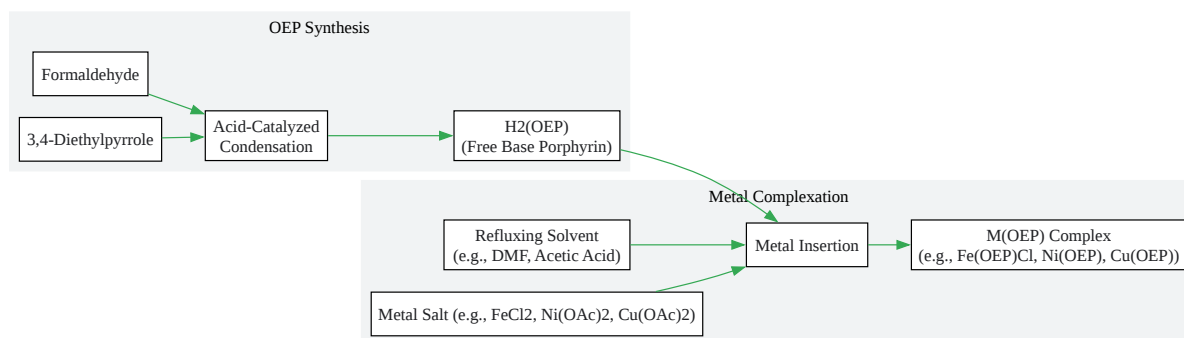 OEP Synthesis
Formaldehyde
3,4-Diethylpyrrole
Acid-Catalyzed
Condensation
H2(OEP)
(Free Base Porphyrin)
Metal Complexation
Refluxing Solvent
(e.g., DMF, Acetic Acid)
Metal Salt (e.g., FeCl2, Ni(OAc)2, Cu(OAc)2)
Metal Insertion
M(OEP) Complex
(e.g., Fe(OEP)Cl, Ni(OEP), Cu(OEP))